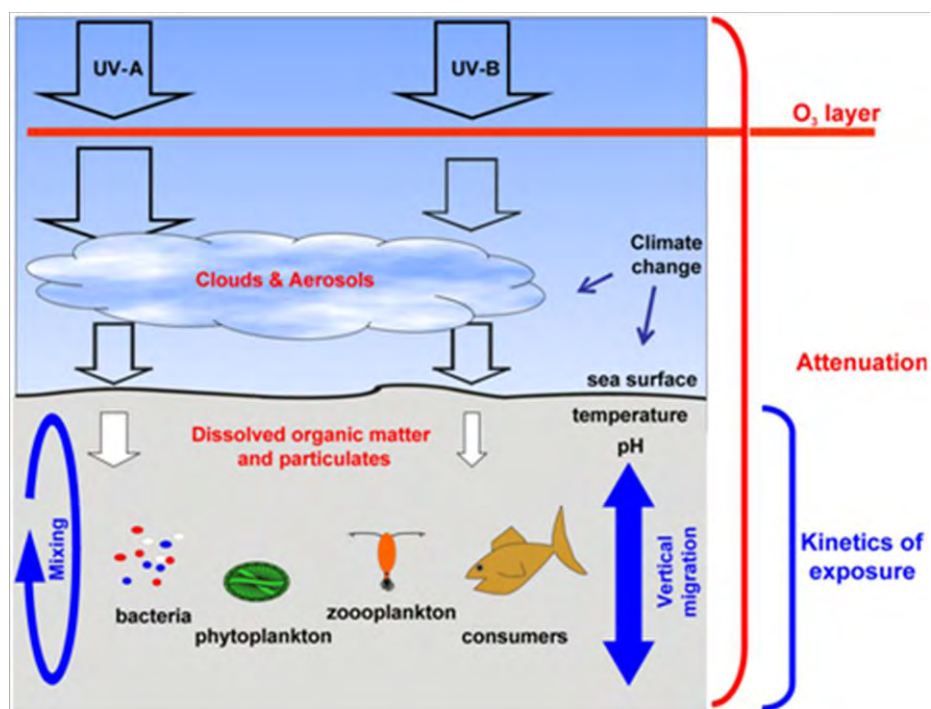 UV-A
UV-B
O₃ layer
Climate
change
Clouds & Aerosols
Attenuation
sea surface
temperature
pH
Dissolved organic matter
and particulates
Mixing
Vertical
migration
Kinetics of
exposure
bacteria
phytoplankton
zoooplankton
consumers